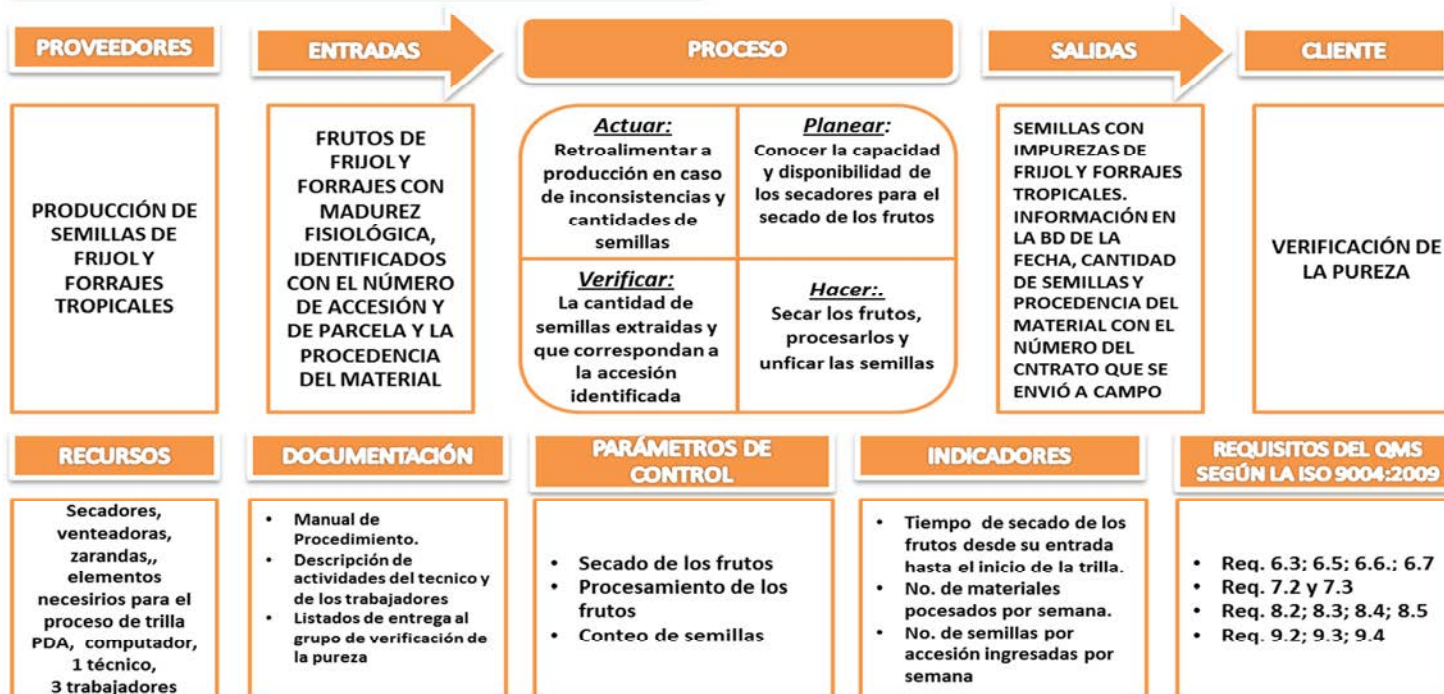 PROVEEDORES
ENTRADAS
PROCESO
SALIDAS
CLIENTE
PRODUCCIÓN DE
SEMILLAS DE
FRIJOL Y
FORRAJES
TROPICALES
FRUTOS DE
FRIJOL Y
FORRAJES CON
MADUREZ
FISIOLÓGICA,
IDENTIFICADOS
CON EL NÚMERO
DE ACCESIÓN Y
DE PARCELA Y LA
PROCEDENCIA
DEL MATERIAL
Actuar:
Retroalimentar a
producción en caso
de inconsistencias y
cantidades de
semillas
Planear:
Conocer la capacidad
y disponibilidad de
los secadores para el
secado de los frutos
Verificar:
La cantidad de
semillas extraidas y
que correspondan a
la accesión
identificada
Hacer:.
Secar los frutos,
procesarlos y
unficar las semillas
SEMILLAS CON
IMPUREZAS DE
FRIJOL Y FORRAJES
TROPICALES.
INFORMACIÓN EN
LA BD DE LA
FECHA, CANTIDAD
DE SEMILLAS Y
PROCEDENCIA DEL
MATERIAL CON EL
NÚMERO DEL
CNTRATO QUE SE
ENVIÓ A CAMPO
VERIFICACIÓN DE
LA PUREZA
RECURSOS
DOCUMENTACIÓN
PARÁMETROS DE
CONTROL
INDICADORES
REQUISITOS DEL QMS
SEGÚN LA ISO 9004:2009
Secadores,
venteadoras,
zarandas,,
elementos
necesirios para el
proceso de trilla
PDA, computador,
1 técnico,
3 trabajadores
• Manual de
Procedimiento.
• Descripción de
actividades del tecnico y
de los trabajadores
• Listados de entrega al
grupo de verificación de
la pureza
• Secado de los frutos
• Procesamiento de los
frutos
• Conteo de semillas
• Tiempo de secado de los
frutos desde su entrada
hasta el inicio de la trilla.
• No. de materiales
pocesados por semana.
• No. de semillas por
accesión ingresadas por
semana
• Req. 6.3; 6.5; 6.6.; 6.7
• Req. 7.2 y 7.3
• Req. 8.2; 8.3; 8.4; 8.5
• Req. 9.2; 9.3; 9.4